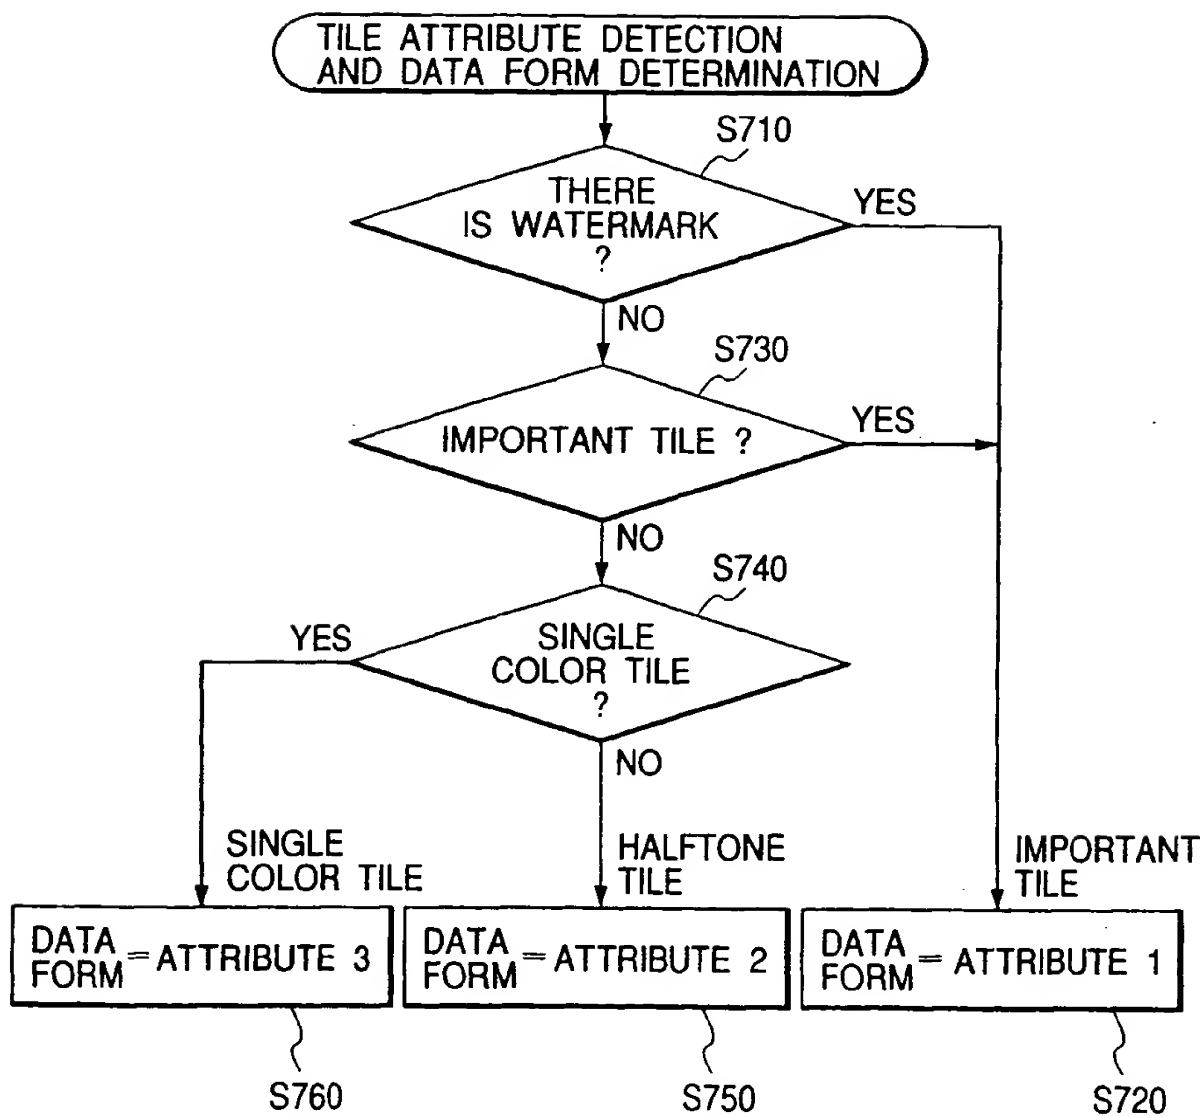 TILE ATTRIBUTE DETECTION
AND DATA FORM DETERMINATION
S710
THERE
IS WATERMARK
?
YES
NO
S730
IMPORTANT TILE ?
YES
NO
S740
SINGLE
COLOR TILE
?
YES
NO
SINGLE
COLOR TILE
HALFTONE
TILE
IMPORTANT
TILE
DATA
FORM = ATTRIBUTE 3
DATA
FORM = ATTRIBUTE 2
DATA
FORM = ATTRIBUTE 1
S760
S750
S720